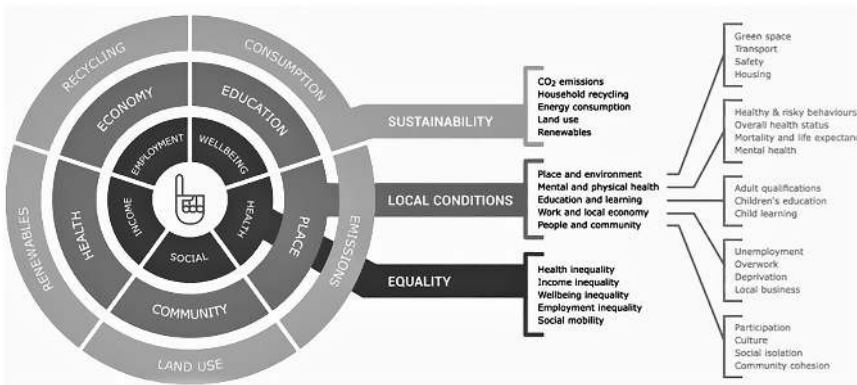 RECYCLING
CONSUMPTION
RENEWABLES
EMISSIONS
LAND USE
ECONOMY
EDUCATION
HEALTH
PLACE
COMMUNITY
EMPLOYMENT
WELLBEING
INCOME
HEALTH
SOCIAL
SUSTAINABILITY
CO₂ emissions
Household recycling
Energy consumption
Land use
Renewables
LOCAL CONDITIONS
Place and environment
Mental and physical health
Education and learning
Work and local economy
People and community
EQUALITY
Health inequality
Income inequality
Wellbeing inequality
Employment inequality
Social mobility
Green space
Transport
Safety
Housing
Healthy & risky behaviours
Overall health status
Mortality and life expectanc
Mental health
Adult qualifications
Children's education
Child learning
Unemployment
Overwork
Deprivation
Local business
Participation
Culture
Social isolation
Community cohesion